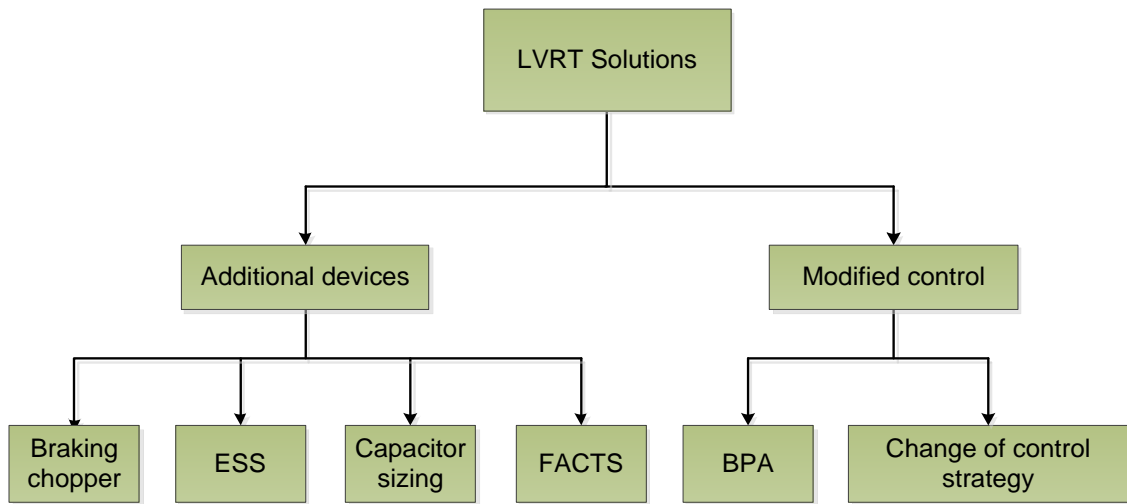 LVRT Solutions
Additional devices
Modified control
Braking
chopper
ESS
Capacitor
sizing
FACTS
BPA
Change of control
strategy